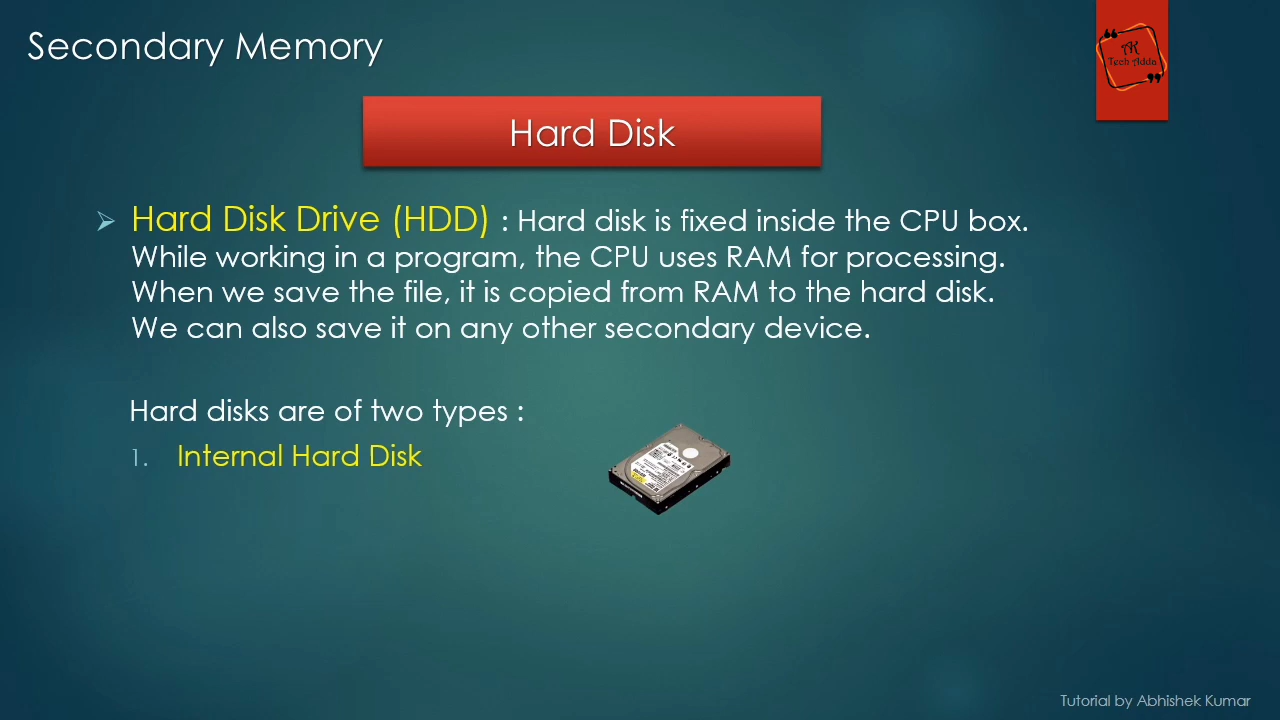 Secondary Memory
AK
Tech Adda
Hard Disk
Hard Disk Drive (HDD) : Hard disk is fixed inside the CPU box.
While working in a program, the CPU uses RAM for processing.
When we save the file, it is copied from RAM to the hard disk.
We can also save it on any other secondary device.
Hard disks are of two types :
1. Internal Hard Disk
Tutorial by Abhishek Kumar